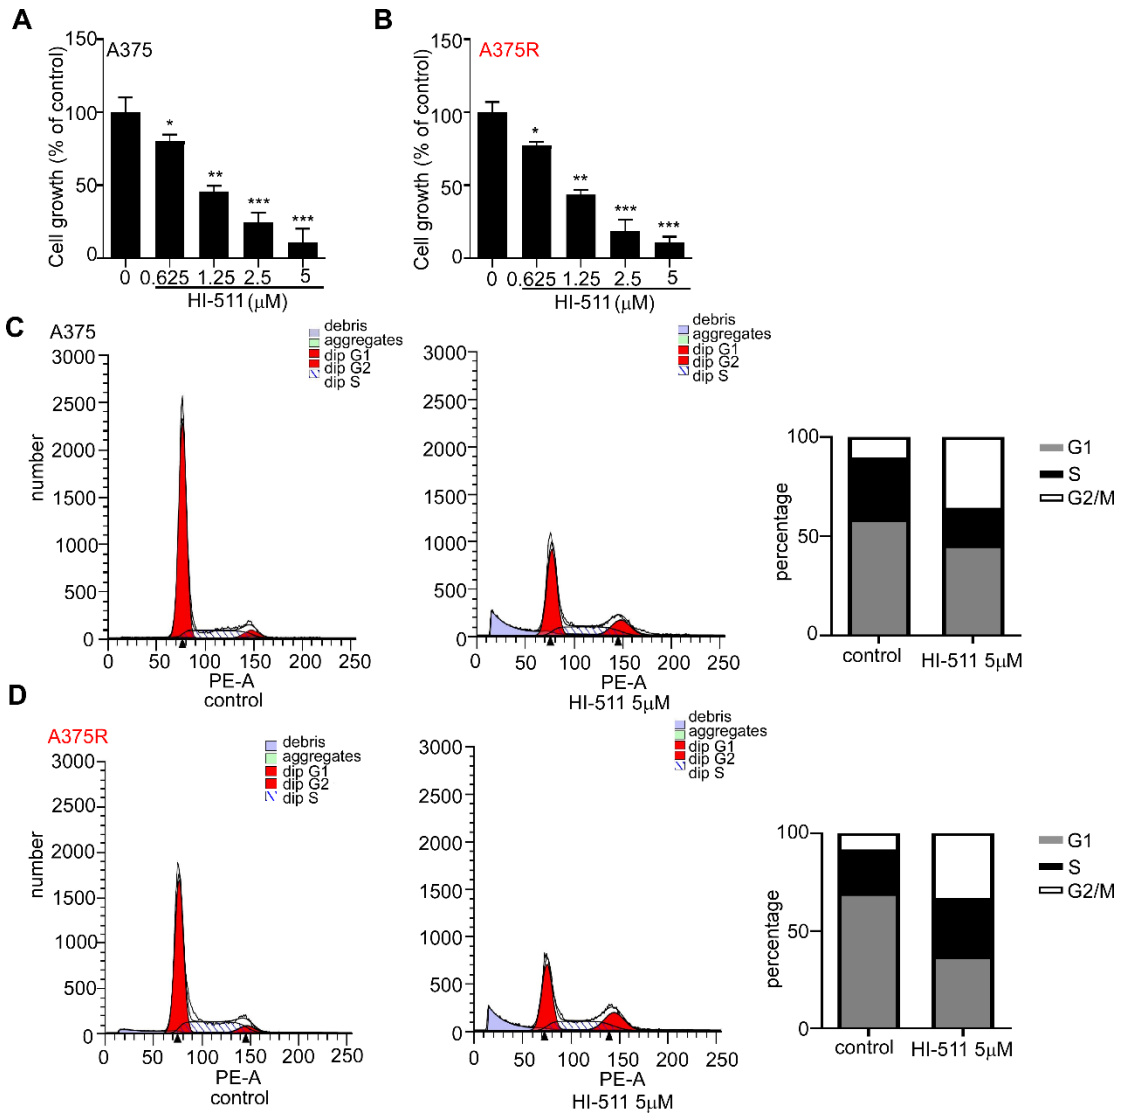 A
A375
Cell growth (% of control)
150
100
50
0
*
**
***
***
0 0.625 1.25 2.5 5
HI-511 (μM)
B
A375R
Cell growth (% of control)
150
100
50
0
*
**
***
***
0 0.625 1.25 2.5 5
HI-511 (μM)
C
A375
debris
aggregates
dip G1
dip G2
dip S
number
3000
2500
2000
1500
1000
500
0
0 50 100 150 200 250
PE-A
control
debris
aggregates
dip G1
dip G2
dip S
3000
2500
2000
1500
1000
500
0
0 50 100 150 200 250
PE-A
HI-511 5μM
percentage
100
50
0
control HI-511 5μM
G1
S
G2/M
D
A375R
debris
aggregates
dip G1
dip G2
dip S
number
3000
2500
2000
1500
1000
500
0
0 50 100 150 200 250
PE-A
control
debris
aggregates
dip G1
dip G2
dip S
3000
2500
2000
1500
1000
500
0
0 50 100 150 200 250
PE-A
HI-511 5μM
percentage
100
50
0
control HI-511 5μM
G1
S
G2/M